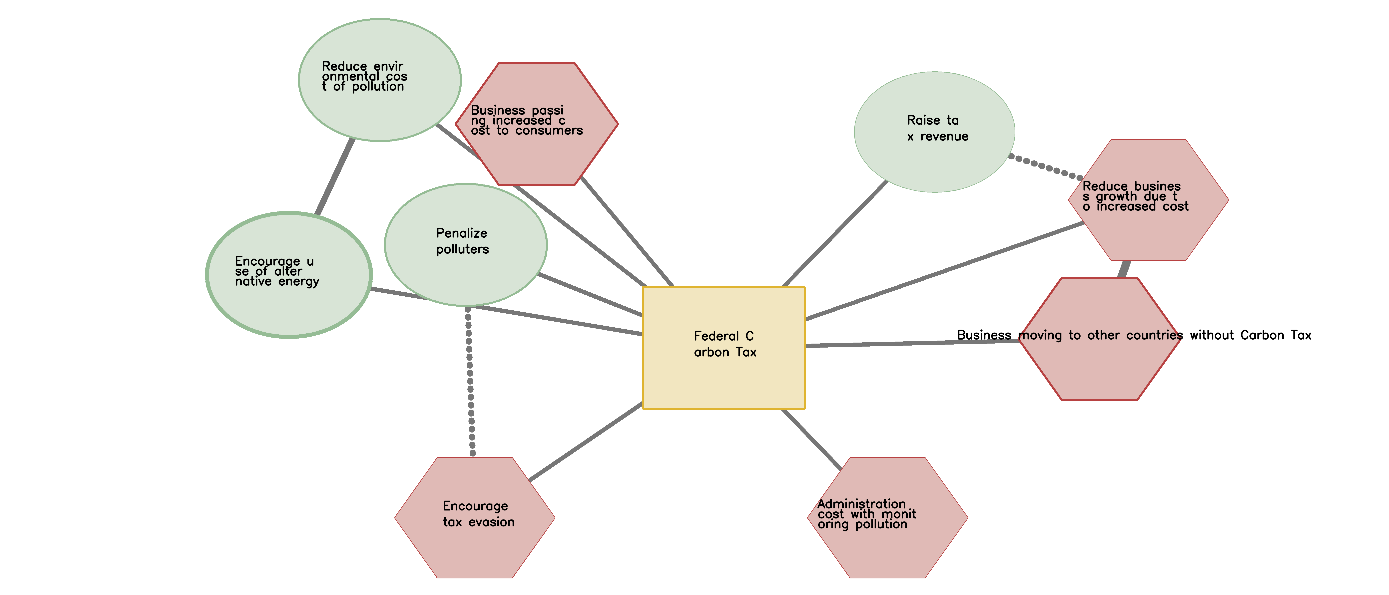 Reduce envir
onmental cos
t of pollution
Business passi
ng increased c
ost to consumers
Raise ta
x revenue
Reduce busines
s growth due t
o increased cost
Penalize
polluters
Encourage u
se of alter
native energy
Federal C
arbon Tax
Business moving to other countries without Carbon Tax
Encourage
tax evasion
Administration
cost with monit
oring pollution